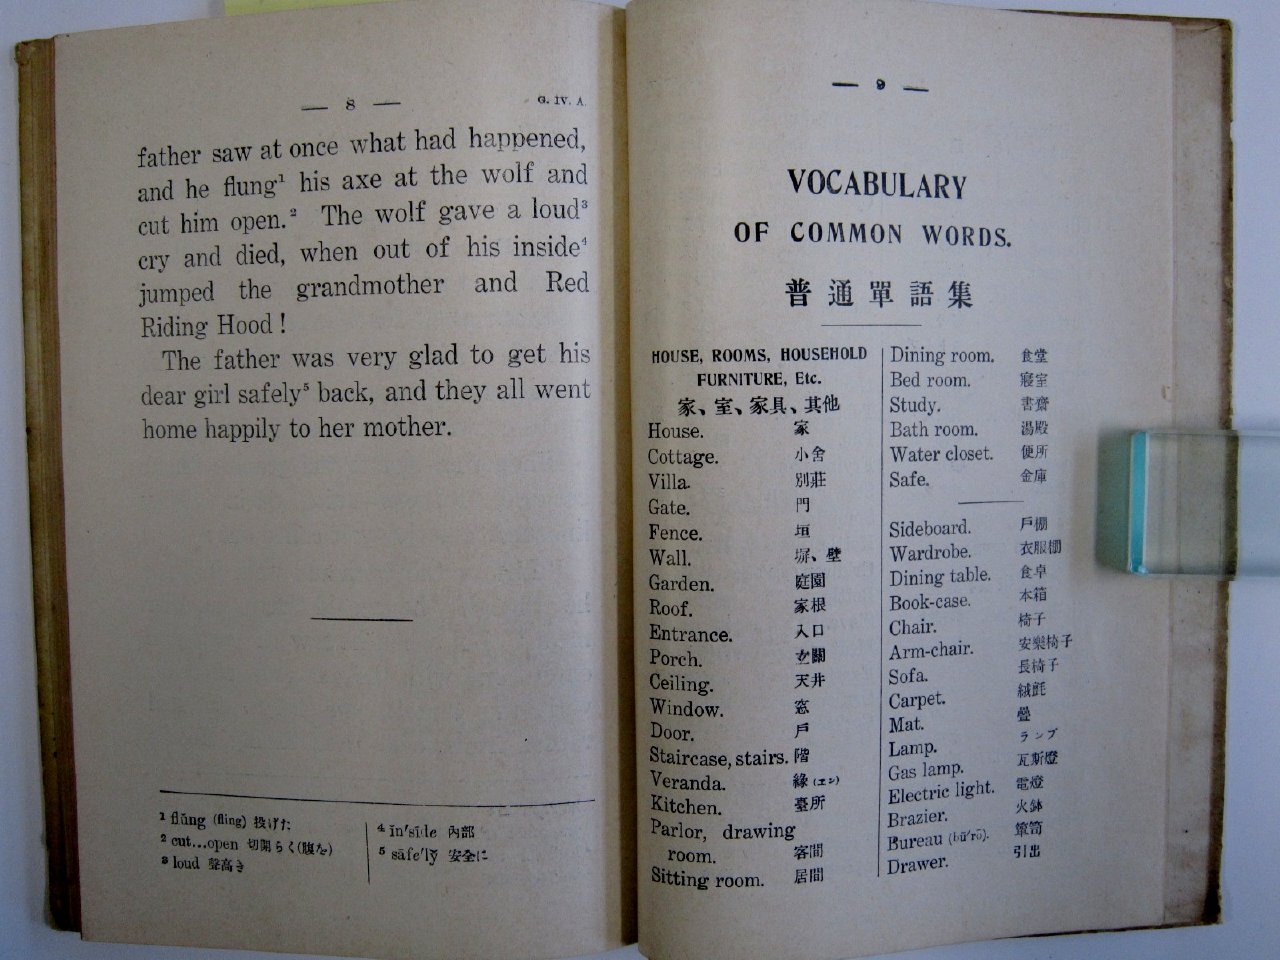 — 8 —
G. IV. A.
father saw at once what had happened,
and he flung¹ his axe at the wolf and
cut him open.² The wolf gave a loud³
cry and died, when out of his inside⁴
jumped the grandmother and Red
Riding Hood!
The father was very glad to get his
dear girl safely⁵ back, and they all went
home happily to her mother.
¹ flŭng (fling) 投げた
² cut...open 切開らく(腹を)
³ loud 聲高き
⁴ ĭn′sīde 內部
⁵ sāfe′lў 安全に
— 9 —
VOCABULARY
OF COMMON WORDS.
普通單語集
HOUSE, ROOMS, HOUSEHOLD
FURNITURE, Etc.
家、室、家具、其他
House. 家
Cottage. 小舍
Villa. 別莊
Gate. 門
Fence. 垣
Wall. 塀、壁
Garden. 庭園
Roof. 家根
Entrance. 入口
Porch. 玄關
Ceiling. 天井
Window. 窓
Door. 戶
Staircase, stairs. 階
Veranda. 緣(エン)
Kitchen. 臺所
Parlor, drawing
room. 客間
Sitting room. 居間
Dining room. 食堂
Bed room. 寢室
Study. 書齋
Bath room. 湯殿
Water closet. 便所
Safe. 金庫
Sideboard. 戶棚
Wardrobe. 衣服棚
Dining table. 食卓
Book-case. 本箱
Chair. 椅子
Arm-chair. 安樂椅子
Sofa. 長椅子
Carpet. 絨氈
Mat. 疊
Lamp. ランプ
Gas lamp. 瓦斯燈
Electric light. 電燈
Brazier. 火鉢
Bureau (bū′rō). 簞笥
Drawer. 引出